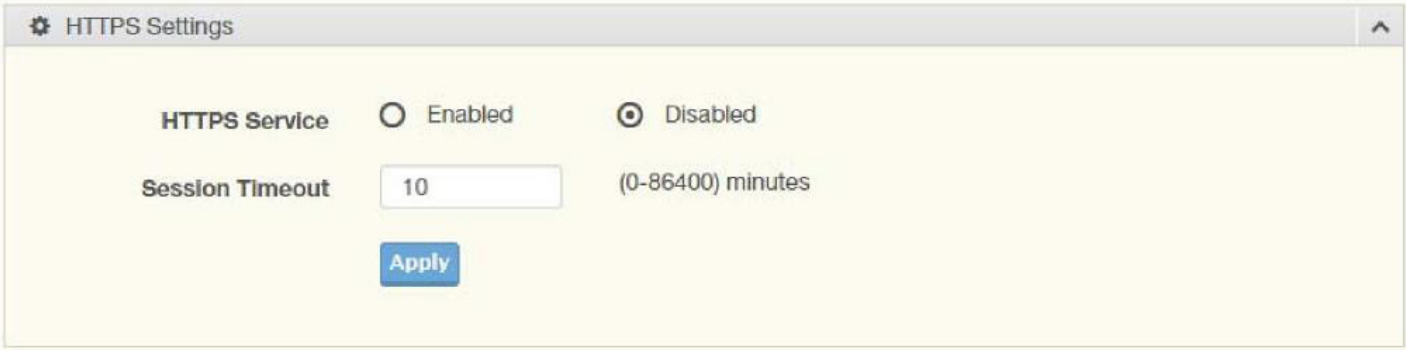 HTTPS Settings
HTTPS Service Enabled Disabled
Session Timeout 10 (0-86400) minutes
Apply